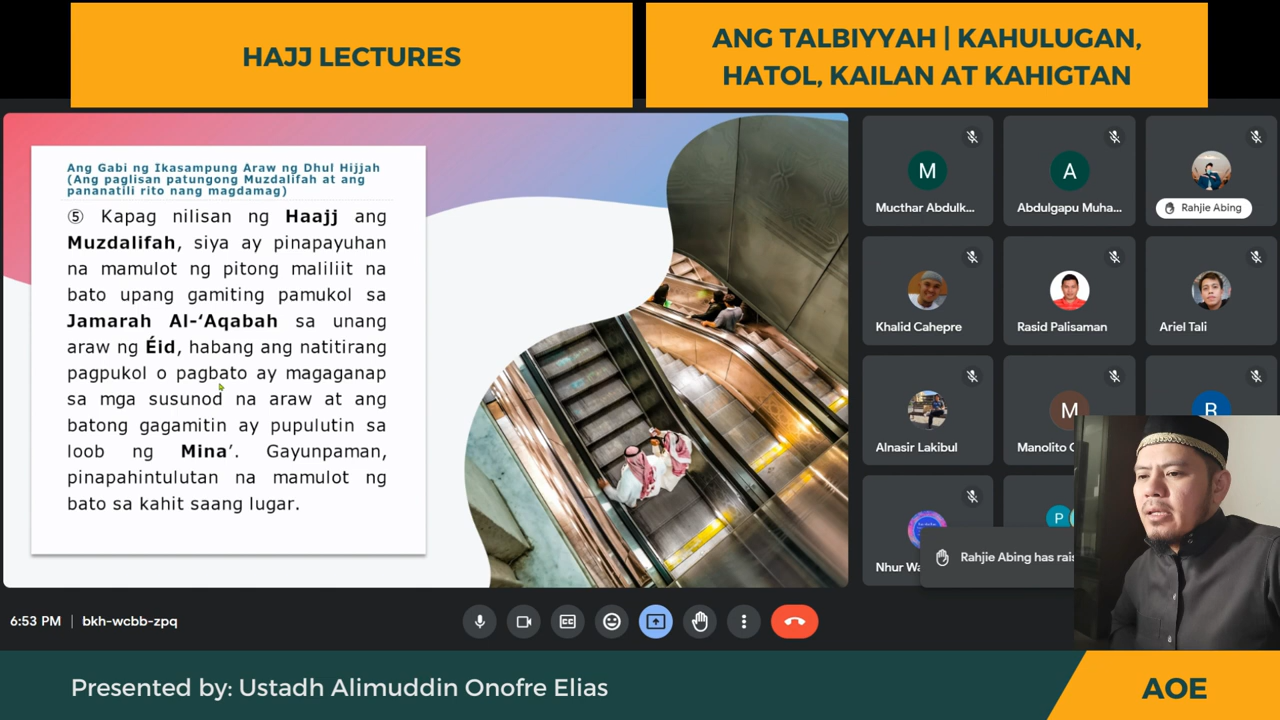 HAJJ LECTURES
ANG TALBIYYAH | KAHULUGAN,
HATOL, KAILAN AT KAHIGTAN
Ang Gabi ng Ikasampung Araw ng Dhul Hijjah
(Ang paglisan patungong Muzdalifah at ang
pananatili rito nang magdamag)
⑤ Kapag nilisan ng Haajj ang
Muzdalifah, siya ay pinapayuhan
na mamulot ng pitong maliliit na
bato upang gamiting pamukol sa
Jamarah Al-‘Aqabah sa unang
araw ng Éid, habang ang natitirang
pagpukol o pagbato ay magaganap
sa mga susunod na araw at ang
batong gagamitin ay pupulutin sa
loob ng Mina’. Gayunpaman,
pinapahintulutan na mamulot ng
bato sa kahit saang lugar.
M
Mucthar Abdulk...
A
Abdulgapu Muha...
Rahjie Abing
Khalid Cahepre
Rasid Palisaman
Ariel Tali
Alnasir Lakibul
M
Manolito
R
Nhur
P
Rahjie Abing has
6:53 PM | bkh-wcbb-zpq
Presented by: Ustadh Alimuddin Onofre Elias
AOE